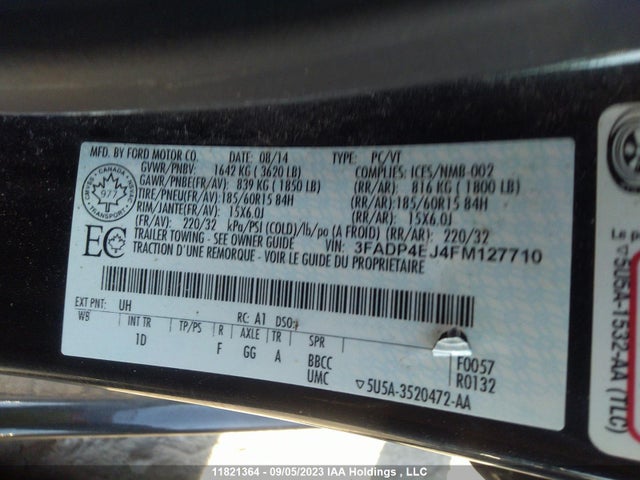 MFD. BY FORD MOTOR CO. DATE: 08/14 TYPE: PC/VT
GVWR/PNBV: 1642 KG ( 3620 LB) COMPLIES: ICES/NMB-002
GAWR/PNBE(FR/AV) 839 KG ( 1850 LB) (RR/AR): 816 KG ( 1800 LB)
TIRE/PNEU(FR/AV):185/60R15 84H (RR/AR):185/60R15 84H
RIM/JANTE(FR/AV): 15X6.0J (RR/AR): 15X6.0J
(FR/AV): 220/32 kPa/PSI (COLD)/lb/po (A FROID) (RR/AR): 220/32
TRAILER TOWING - SEE OWNER GUIDE VIN: 3FADP4EJ4FM127710
TRACTION D'UNE REMORQUE - VOIR LE GUIDE DU PROPRIETAIRE
CANADA
977
EC
EXT PNT: UH RC: A1 DSO:
WB INT TR TP/PS R AXLE TR SPR
1D F GG A BBCC F0057
UMC R0132
▽5U5A-3520472-AA
Le p
▽5U5A-1532-AA (7LC)
11821364 - 09/05/2023 IAA Holdings , LLC